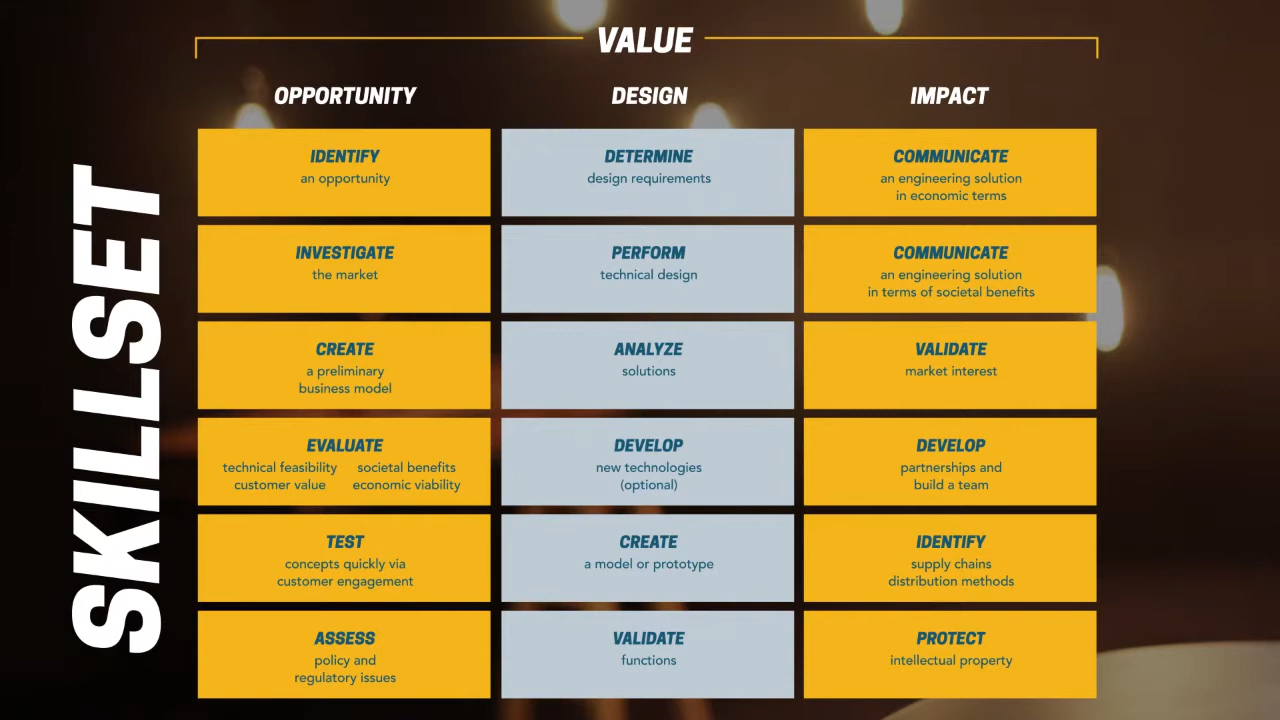 VALUE
OPPORTUNITY
DESIGN
IMPACT
SKILLSET
IDENTIFY
an opportunity
DETERMINE
design requirements
COMMUNICATE
an engineering solution
in economic terms
INVESTIGATE
the market
PERFORM
technical design
COMMUNICATE
an engineering solution
in terms of societal benefits
CREATE
a preliminary
business model
ANALYZE
solutions
VALIDATE
market interest
EVALUATE
technical feasibility societal benefits
customer value economic viability
DEVELOP
new technologies
(optional)
DEVELOP
partnerships and
build a team
TEST
concepts quickly via
customer engagement
CREATE
a model or prototype
IDENTIFY
supply chains
distribution methods
ASSESS
policy and
regulatory issues
VALIDATE
functions
PROTECT
intellectual property